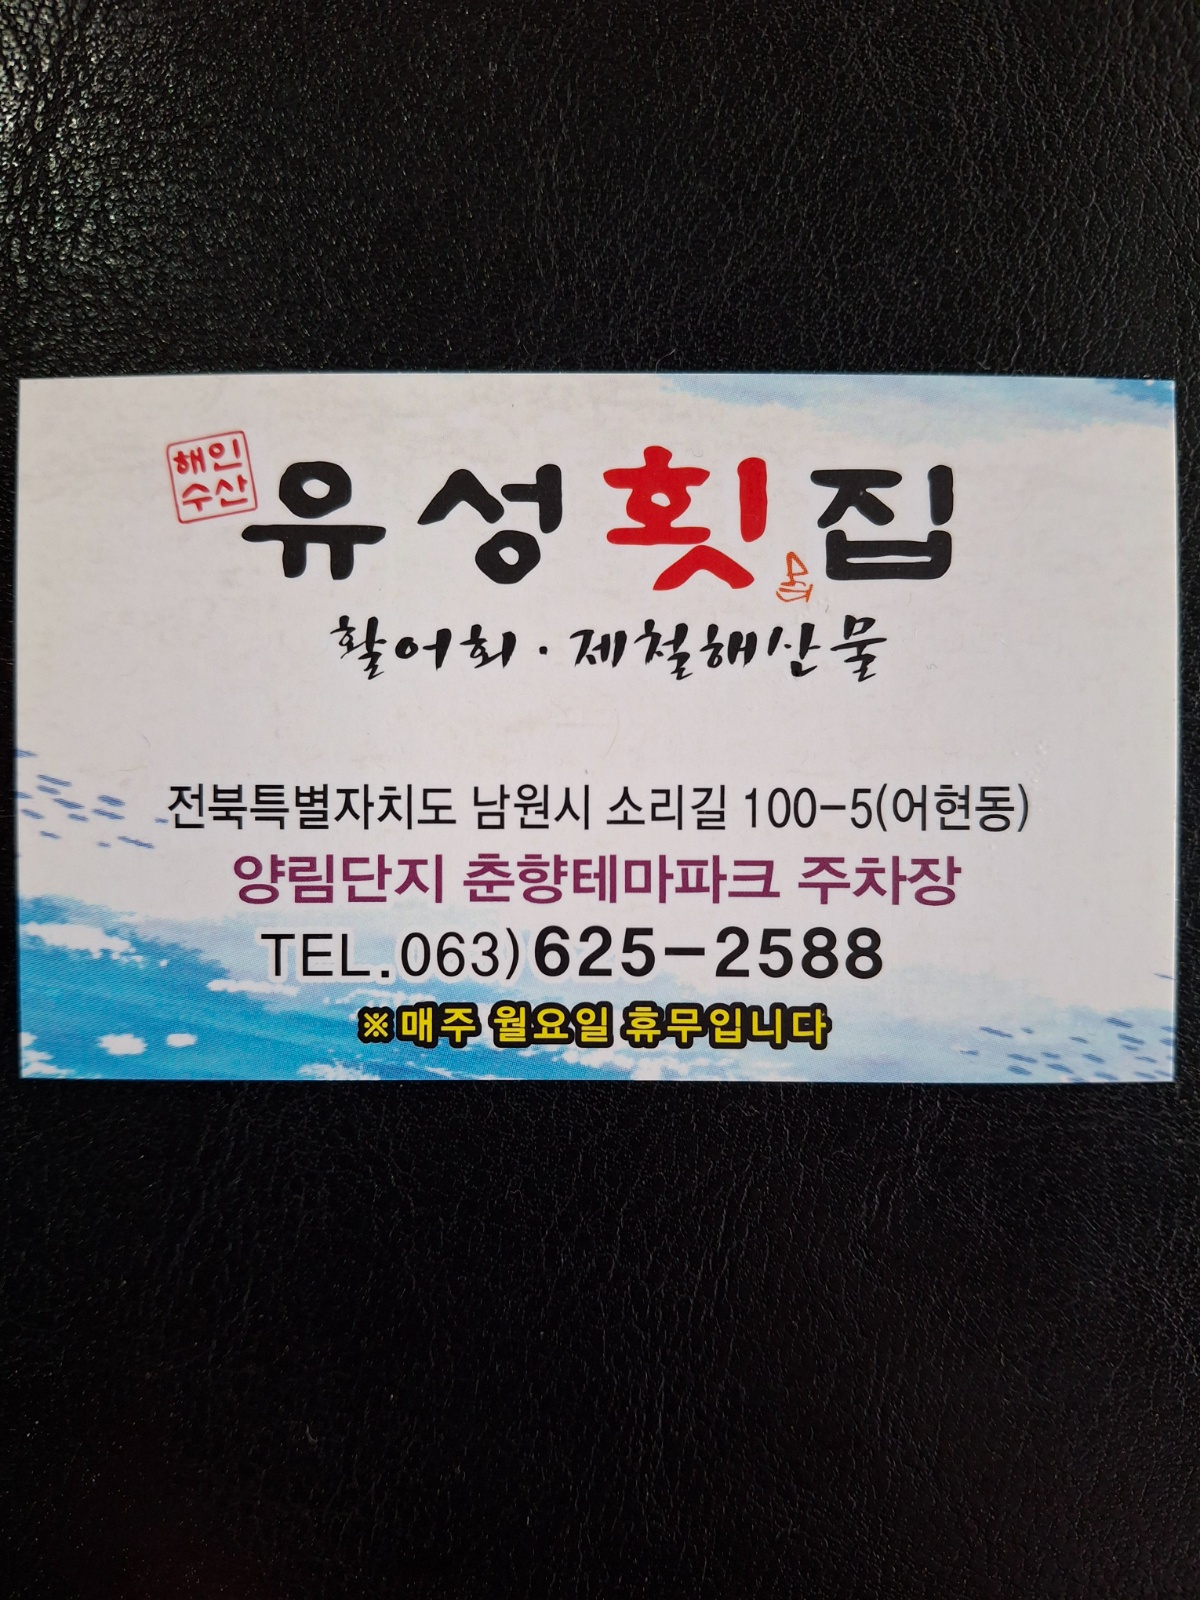 해인
수산
유성횟집
활어회·제철해산물
전북특별자치도 남원시 소리길 100-5(어현동)
양림단지 춘향테마파크 주차장
TEL.063)625-2588
※매주 월요일 휴무입니다